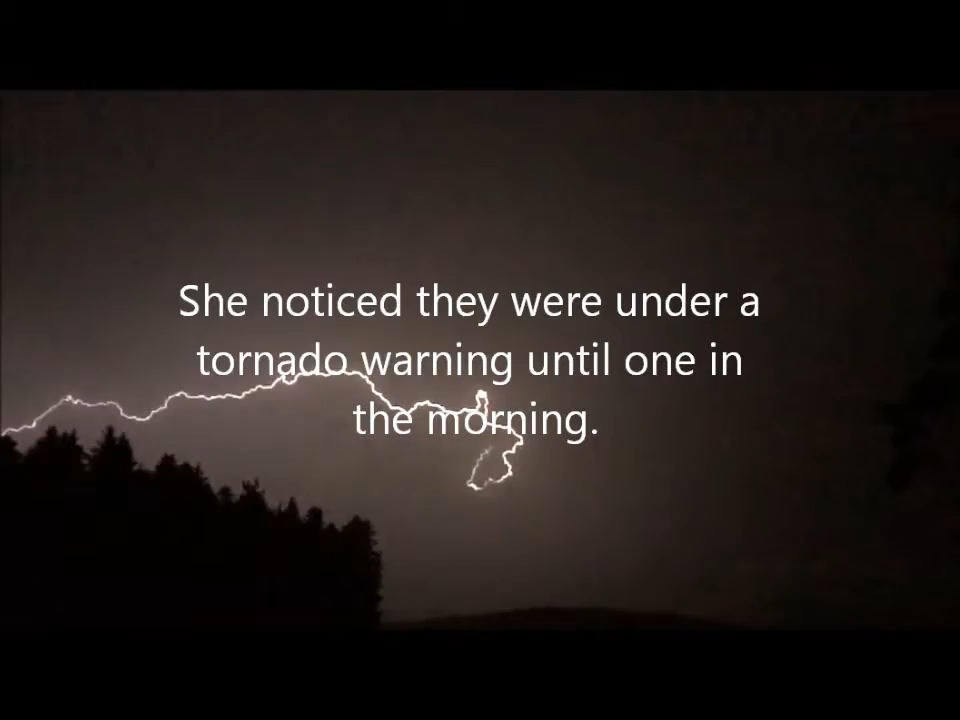 She noticed they were under a
tornado warning until one in
the morning.